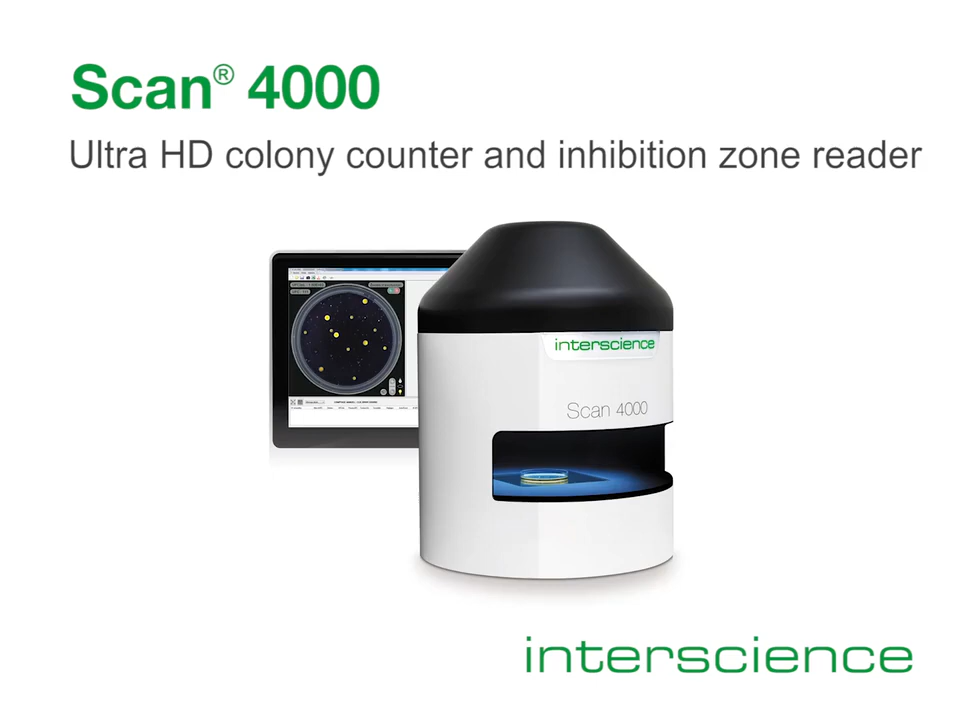 Scan® 4000
Ultra HD colony counter and inhibition zone reader
interscience
Scan 4000
interscience